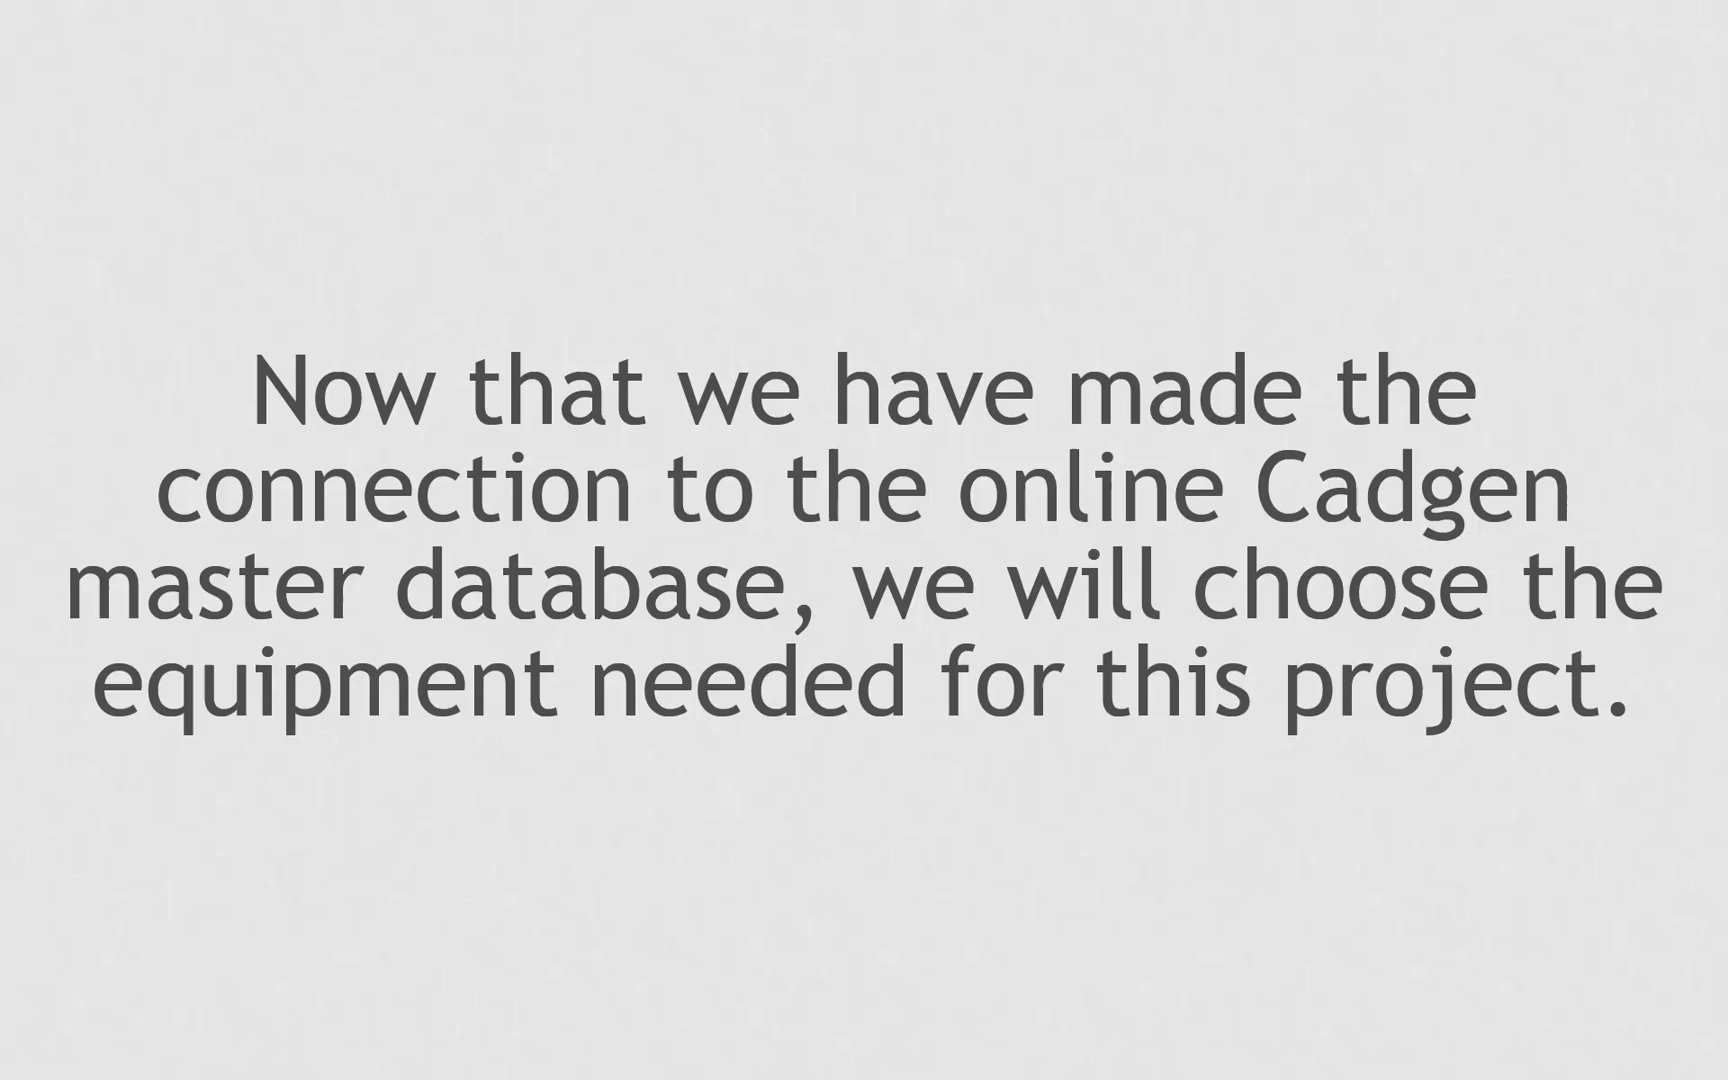 Now that we have made the
connection to the online Cadgen
master database, we will choose the
equipment needed for this project.